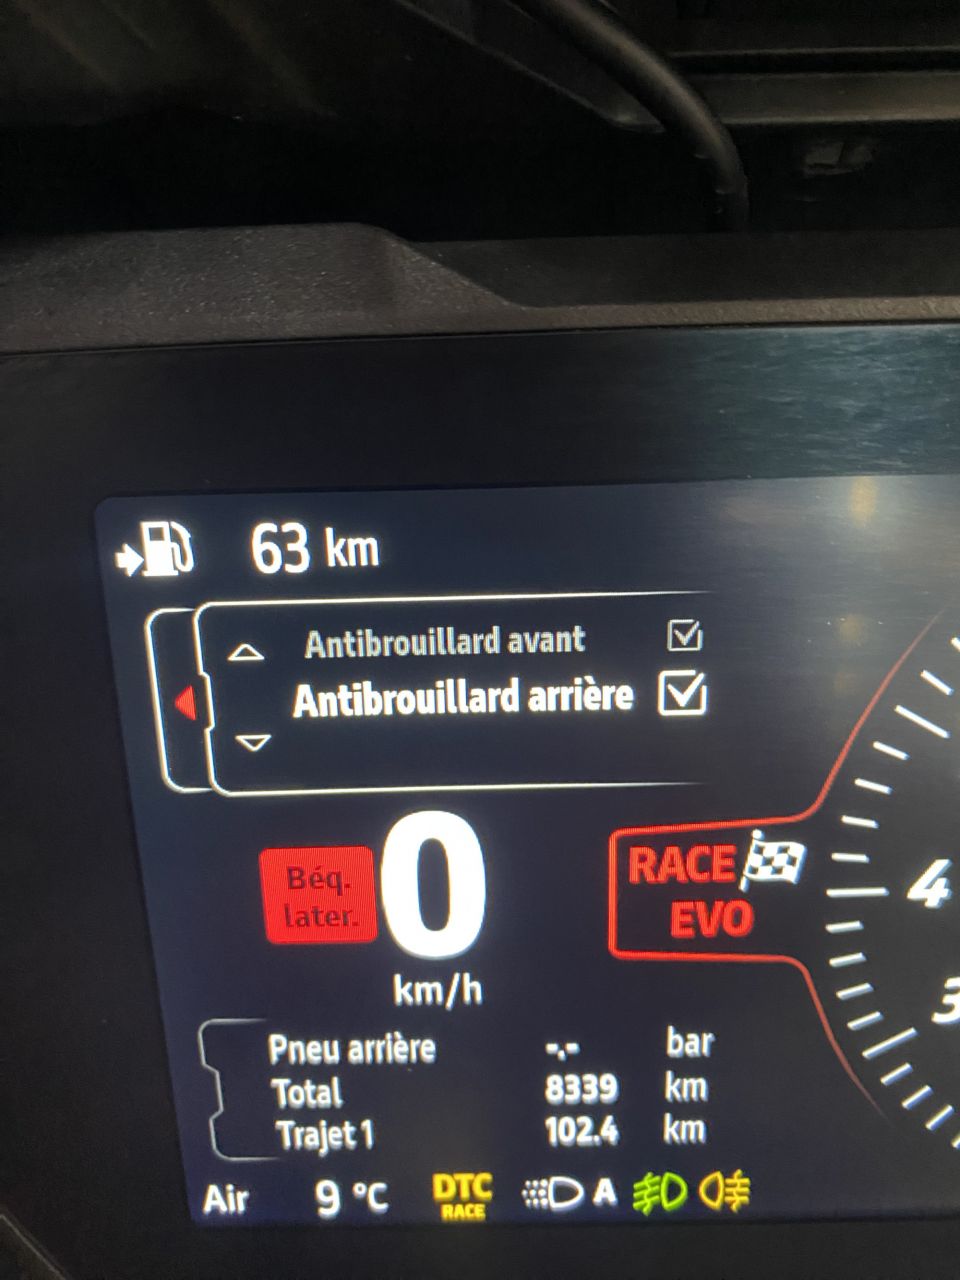 63 km
Antibrouillard avant
Antibrouillard arrière
RACE
EVO
Béq.
later.
0
km/h
4
3
Pneu arrière -.- bar
Total 8339 km
Trajet 1 102.4 km
Air 9 °C DTC RACE A